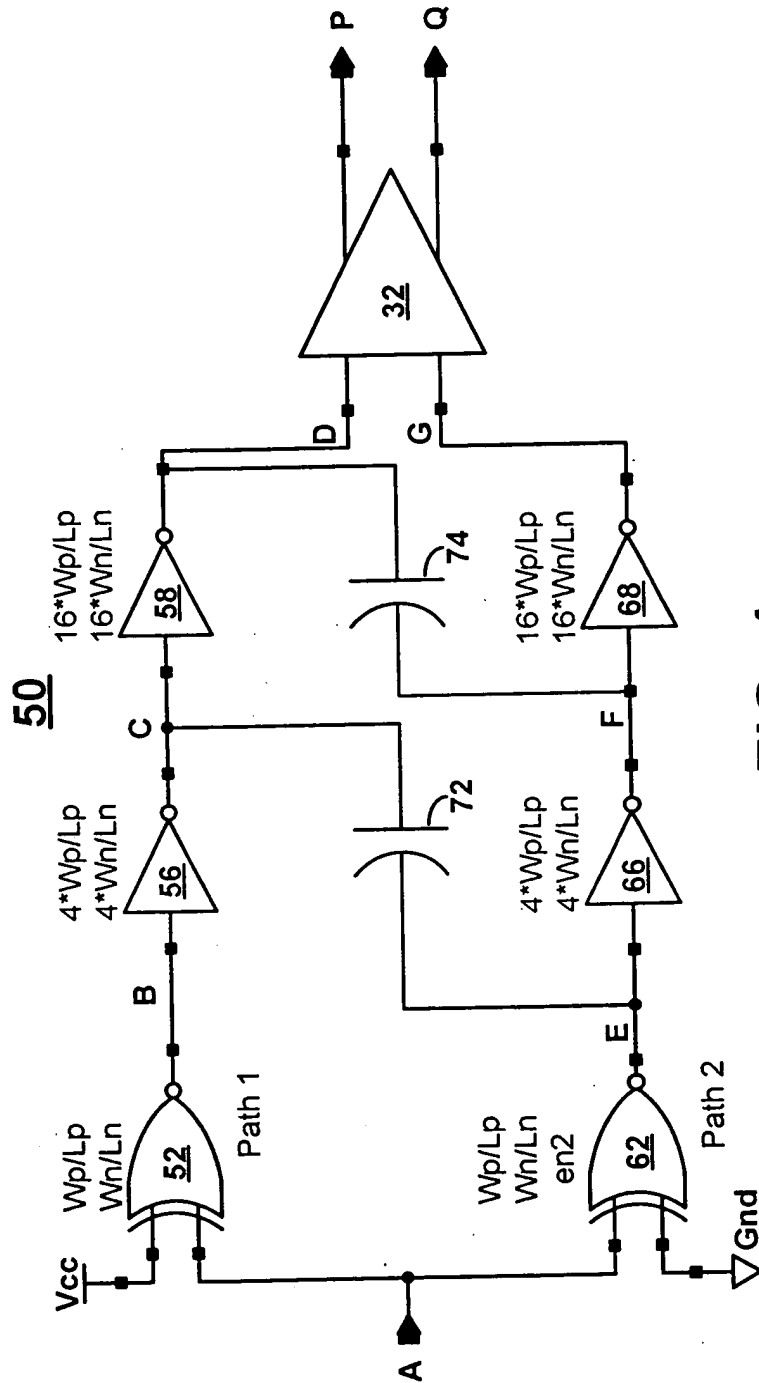 50
Vcc
Wp/Lp
Wn/Ln
52
Path 1
B
4*Wp/Lp
4*Wn/Ln
56
C
16*Wp/Lp
16*Wn/Ln
58
D
A
72
74
32
P
Q
G
Wp/Lp
Wn/Ln
en2
62
Path 2
Gnd
E
4*Wp/Lp
4*Wn/Ln
66
F
16*Wp/Lp
16*Wn/Ln
68